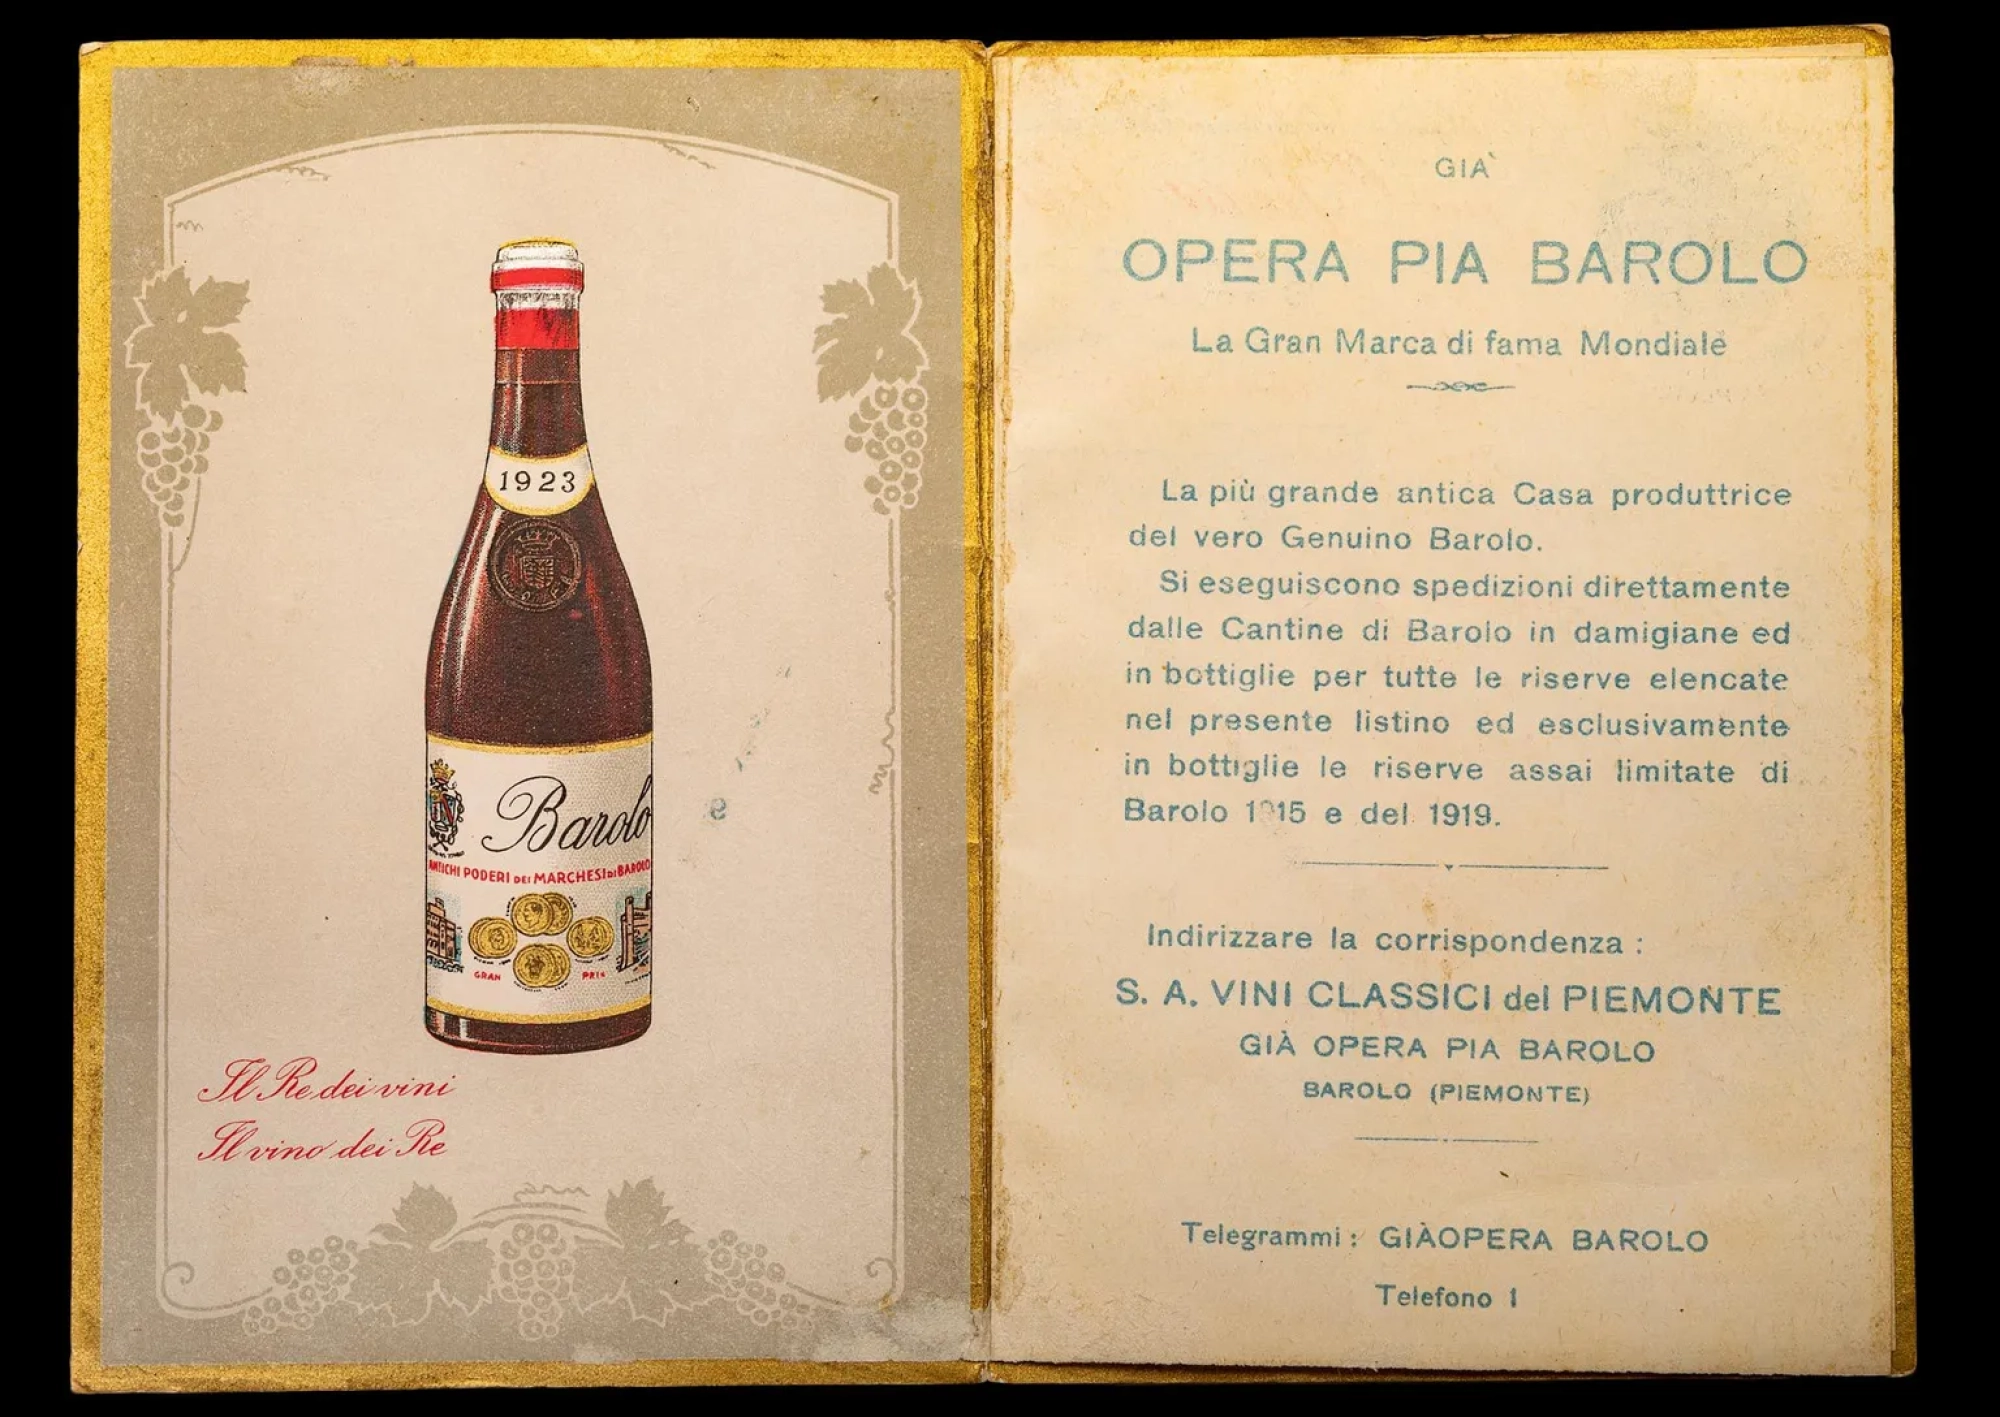 1923
Barolo
ANTICHI PODERI DEI MARCHESI DI BAROLO
GRAN PRIX
Il Re dei vini
Il vino dei Re
GIÀ
OPERA PIA BAROLO
La Gran Marca di fama Mondiale
La più grande antica Casa produttrice
del vero Genuino Barolo.
Si eseguiscono spedizioni direttamente
dalle Cantine di Barolo in damigiane ed
in bottiglie per tutte le riserve elencate
nel presente listino ed esclusivamente
in bottiglie le riserve assai limitate di
Barolo 1915 e del 1919.
Indirizzare la corrispondenza :
S. A. VINI CLASSICI del PIEMONTE
GIÀ OPERA PIA BAROLO
BAROLO (PIEMONTE)
Telegrammi : GIÀOPERA BAROLO
Telefono 1